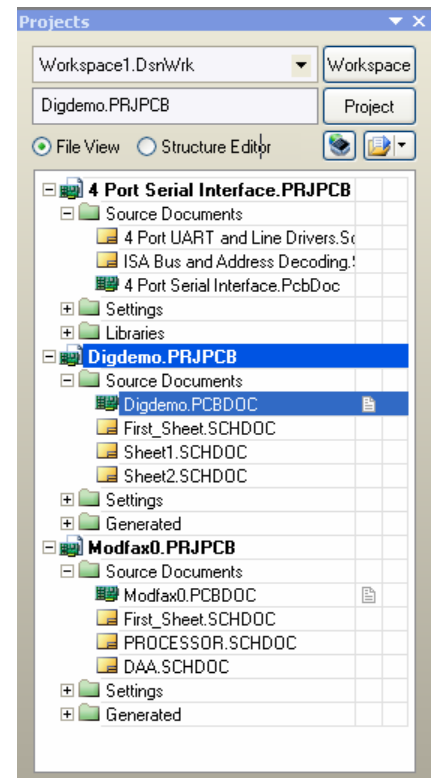 Projects
Workspace1.DsnWrk
Workspace
Digdemo.PRJPCB
Project
File View Structure Editor
4 Port Serial Interface.PRJPCB
Source Documents
4 Port UART and Line Drivers.Sc
ISA Bus and Address Decoding.
4 Port Serial Interface.PcbDoc
Settings
Libraries
Digdemo.PRJPCB
Source Documents
Digdemo.PCBDOC
First_Sheet.SCHDOC
Sheet1.SCHDOC
Sheet2.SCHDOC
Settings
Generated
Modfax0.PRJPCB
Source Documents
Modfax0.PCBDOC
First_Sheet.SCHDOC
PROCESSOR.SCHDOC
DAA.SCHDOC
Settings
Generated